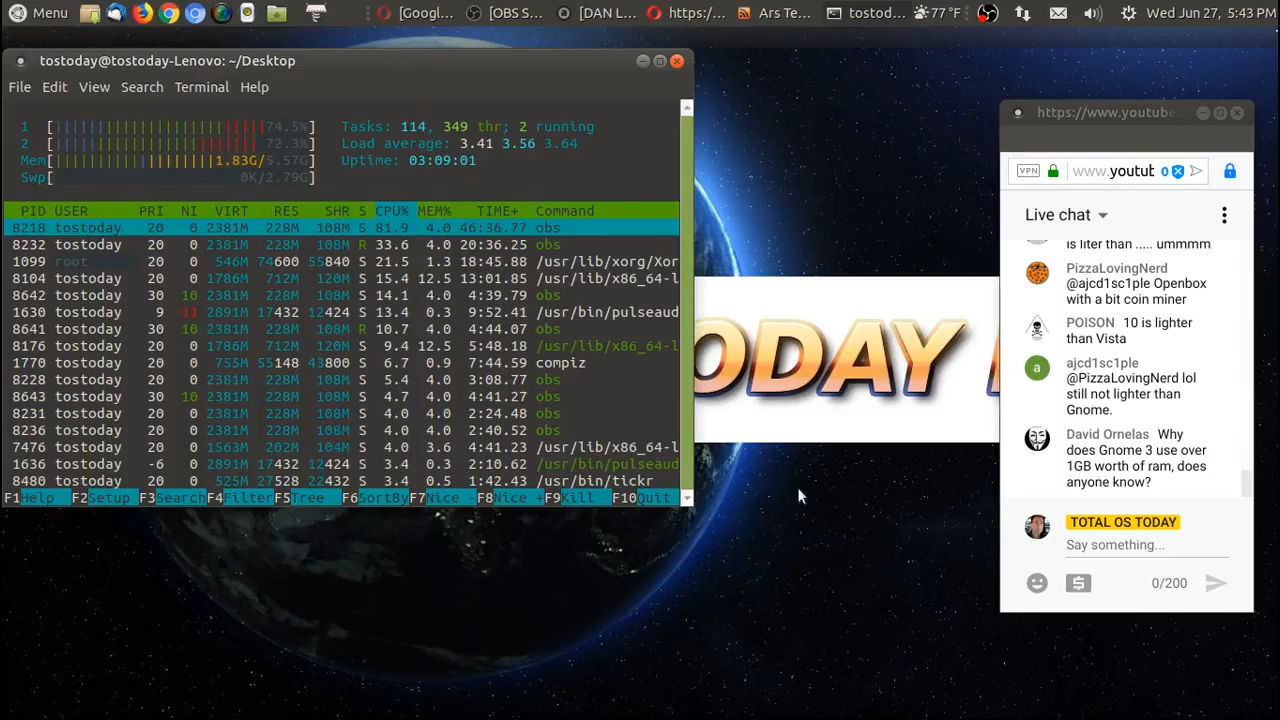 Menu [Googl... [OBS S... [DAN L... https:/... Ars Te... tostod... 77 °F Wed Jun 27, 5:43 PM
tostoday@tostoday-Lenovo: ~/Desktop
File Edit View Search Terminal Help
1 [ 74.5%] Tasks: 114, 349 thr; 2 running
2 [ 72.3%] Load average: 3.41 3.56 3.64
Mem[ 1.83G/5.57G] Uptime: 03:09:01
Swp[ 0K/2.79G]
PID USER PRI NI VIRT RES SHR S CPU% MEM% TIME+ Command
8218 tostoday 20 0 2381M 228M 108M S 81.9 4.0 46:36.77 obs
8232 tostoday 20 0 2381M 228M 108M R 33.6 4.0 20:36.25 obs
1099 root 20 0 546M 74600 55840 S 21.5 1.3 18:45.88 /usr/lib/xorg/Xor
8104 tostoday 20 0 1786M 712M 120M S 15.4 12.5 13:01.85 /usr/lib/x86_64-l
8642 tostoday 30 10 2381M 228M 108M S 14.1 4.0 4:39.79 obs
1630 tostoday 9 -11 2891M 17432 12424 S 13.4 0.3 9:52.41 /usr/bin/pulseaud
8641 tostoday 30 10 2381M 228M 108M R 10.7 4.0 4:44.07 obs
8176 tostoday 20 0 1786M 712M 120M S 9.4 12.5 5:48.18 /usr/lib/x86_64-l
1770 tostoday 20 0 755M 55148 43800 S 6.7 0.9 7:44.59 compiz
8228 tostoday 20 0 2381M 228M 108M S 5.4 4.0 3:08.77 obs
8643 tostoday 30 10 2381M 228M 108M S 4.7 4.0 4:41.27 obs
8231 tostoday 20 0 2381M 228M 108M S 4.0 4.0 2:24.48 obs
8236 tostoday 20 0 2381M 228M 108M S 4.0 4.0 2:40.52 obs
7476 tostoday 20 0 1563M 202M 104M S 4.0 3.6 4:41.10 /usr/lib/x86_64-l
1636 tostoday 20 -6 0 2891M 17432 12424 S 3.4 0.3 2:10.62 /usr/bin/pulseaud
8480 tostoday 20 0 525M 27528 18132 S 3.4 0.5 1:42.43 /usr/bin/tickr
F1Help F2Setup F3Search F4Filter F5Tree F6SortBy F7Nice - F8Nice + F9Kill F10Quit
ODAY
https://www.youtube...
VPN www.youtub 0
Live chat
is liter than ..... ummmm
PizzaLovingNerd
@ajcd1sc1ple Openbox
with a bit coin miner
POISON 10 is lighter
than Vista
a ajcd1sc1ple
@PizzaLovingNerd lol
still not lighter than
Gnome.
David Ornelas Why
does Gnome 3 use over
1GB worth of ram, does
anyone know?
TOTAL OS TODAY
Say something...
0/200